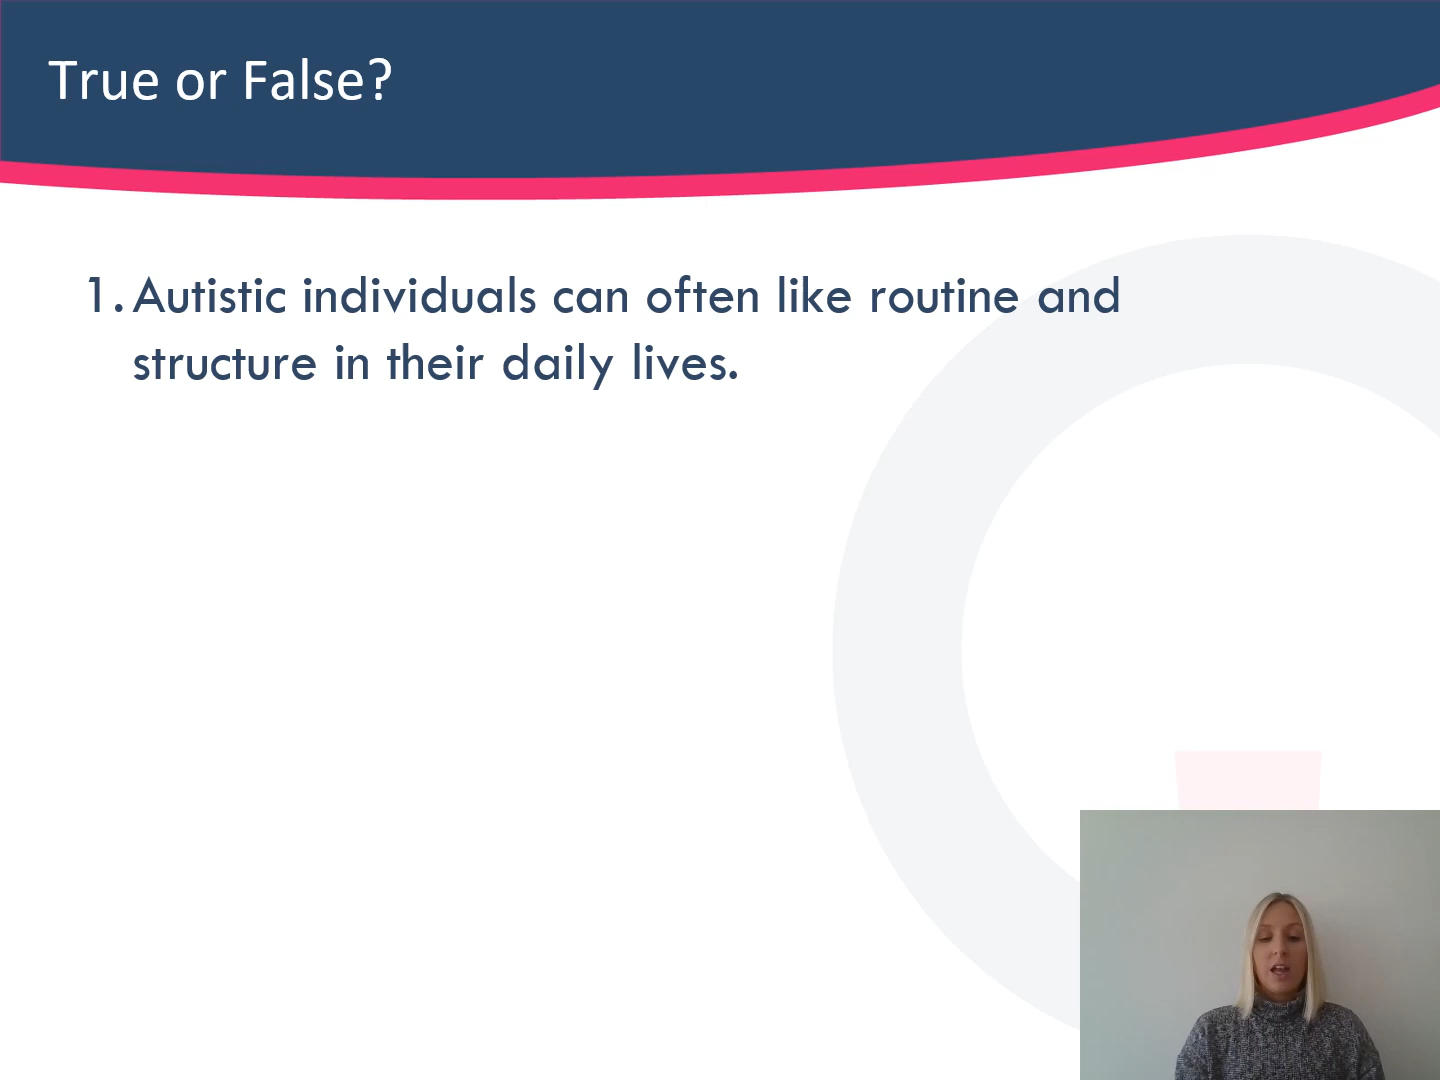 True or False?
1. Autistic individuals can often like routine and
structure in their daily lives.